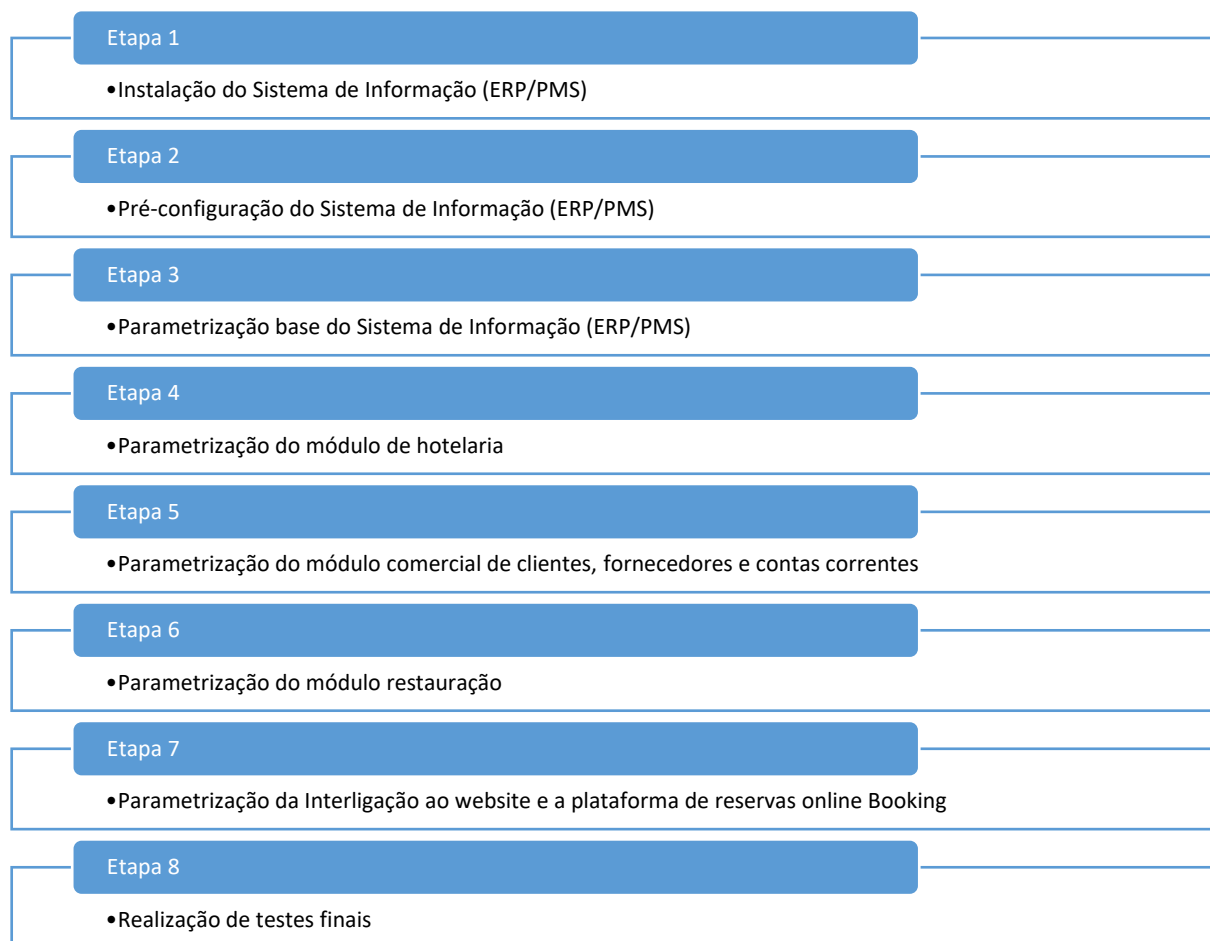 Etapa 1
•Instalação do Sistema de Informação (ERP/PMS)
Etapa 2
•Pré-configuração do Sistema de Informação (ERP/PMS)
Etapa 3
•Parametrização base do Sistema de Informação (ERP/PMS)
Etapa 4
•Parametrização do módulo de hotelaria
Etapa 5
•Parametrização do módulo comercial de clientes, fornecedores e contas correntes
Etapa 6
•Parametrização do módulo restauração
Etapa 7
•Parametrização da Interligação ao website e a plataforma de reservas online Booking
Etapa 8
•Realização de testes finais